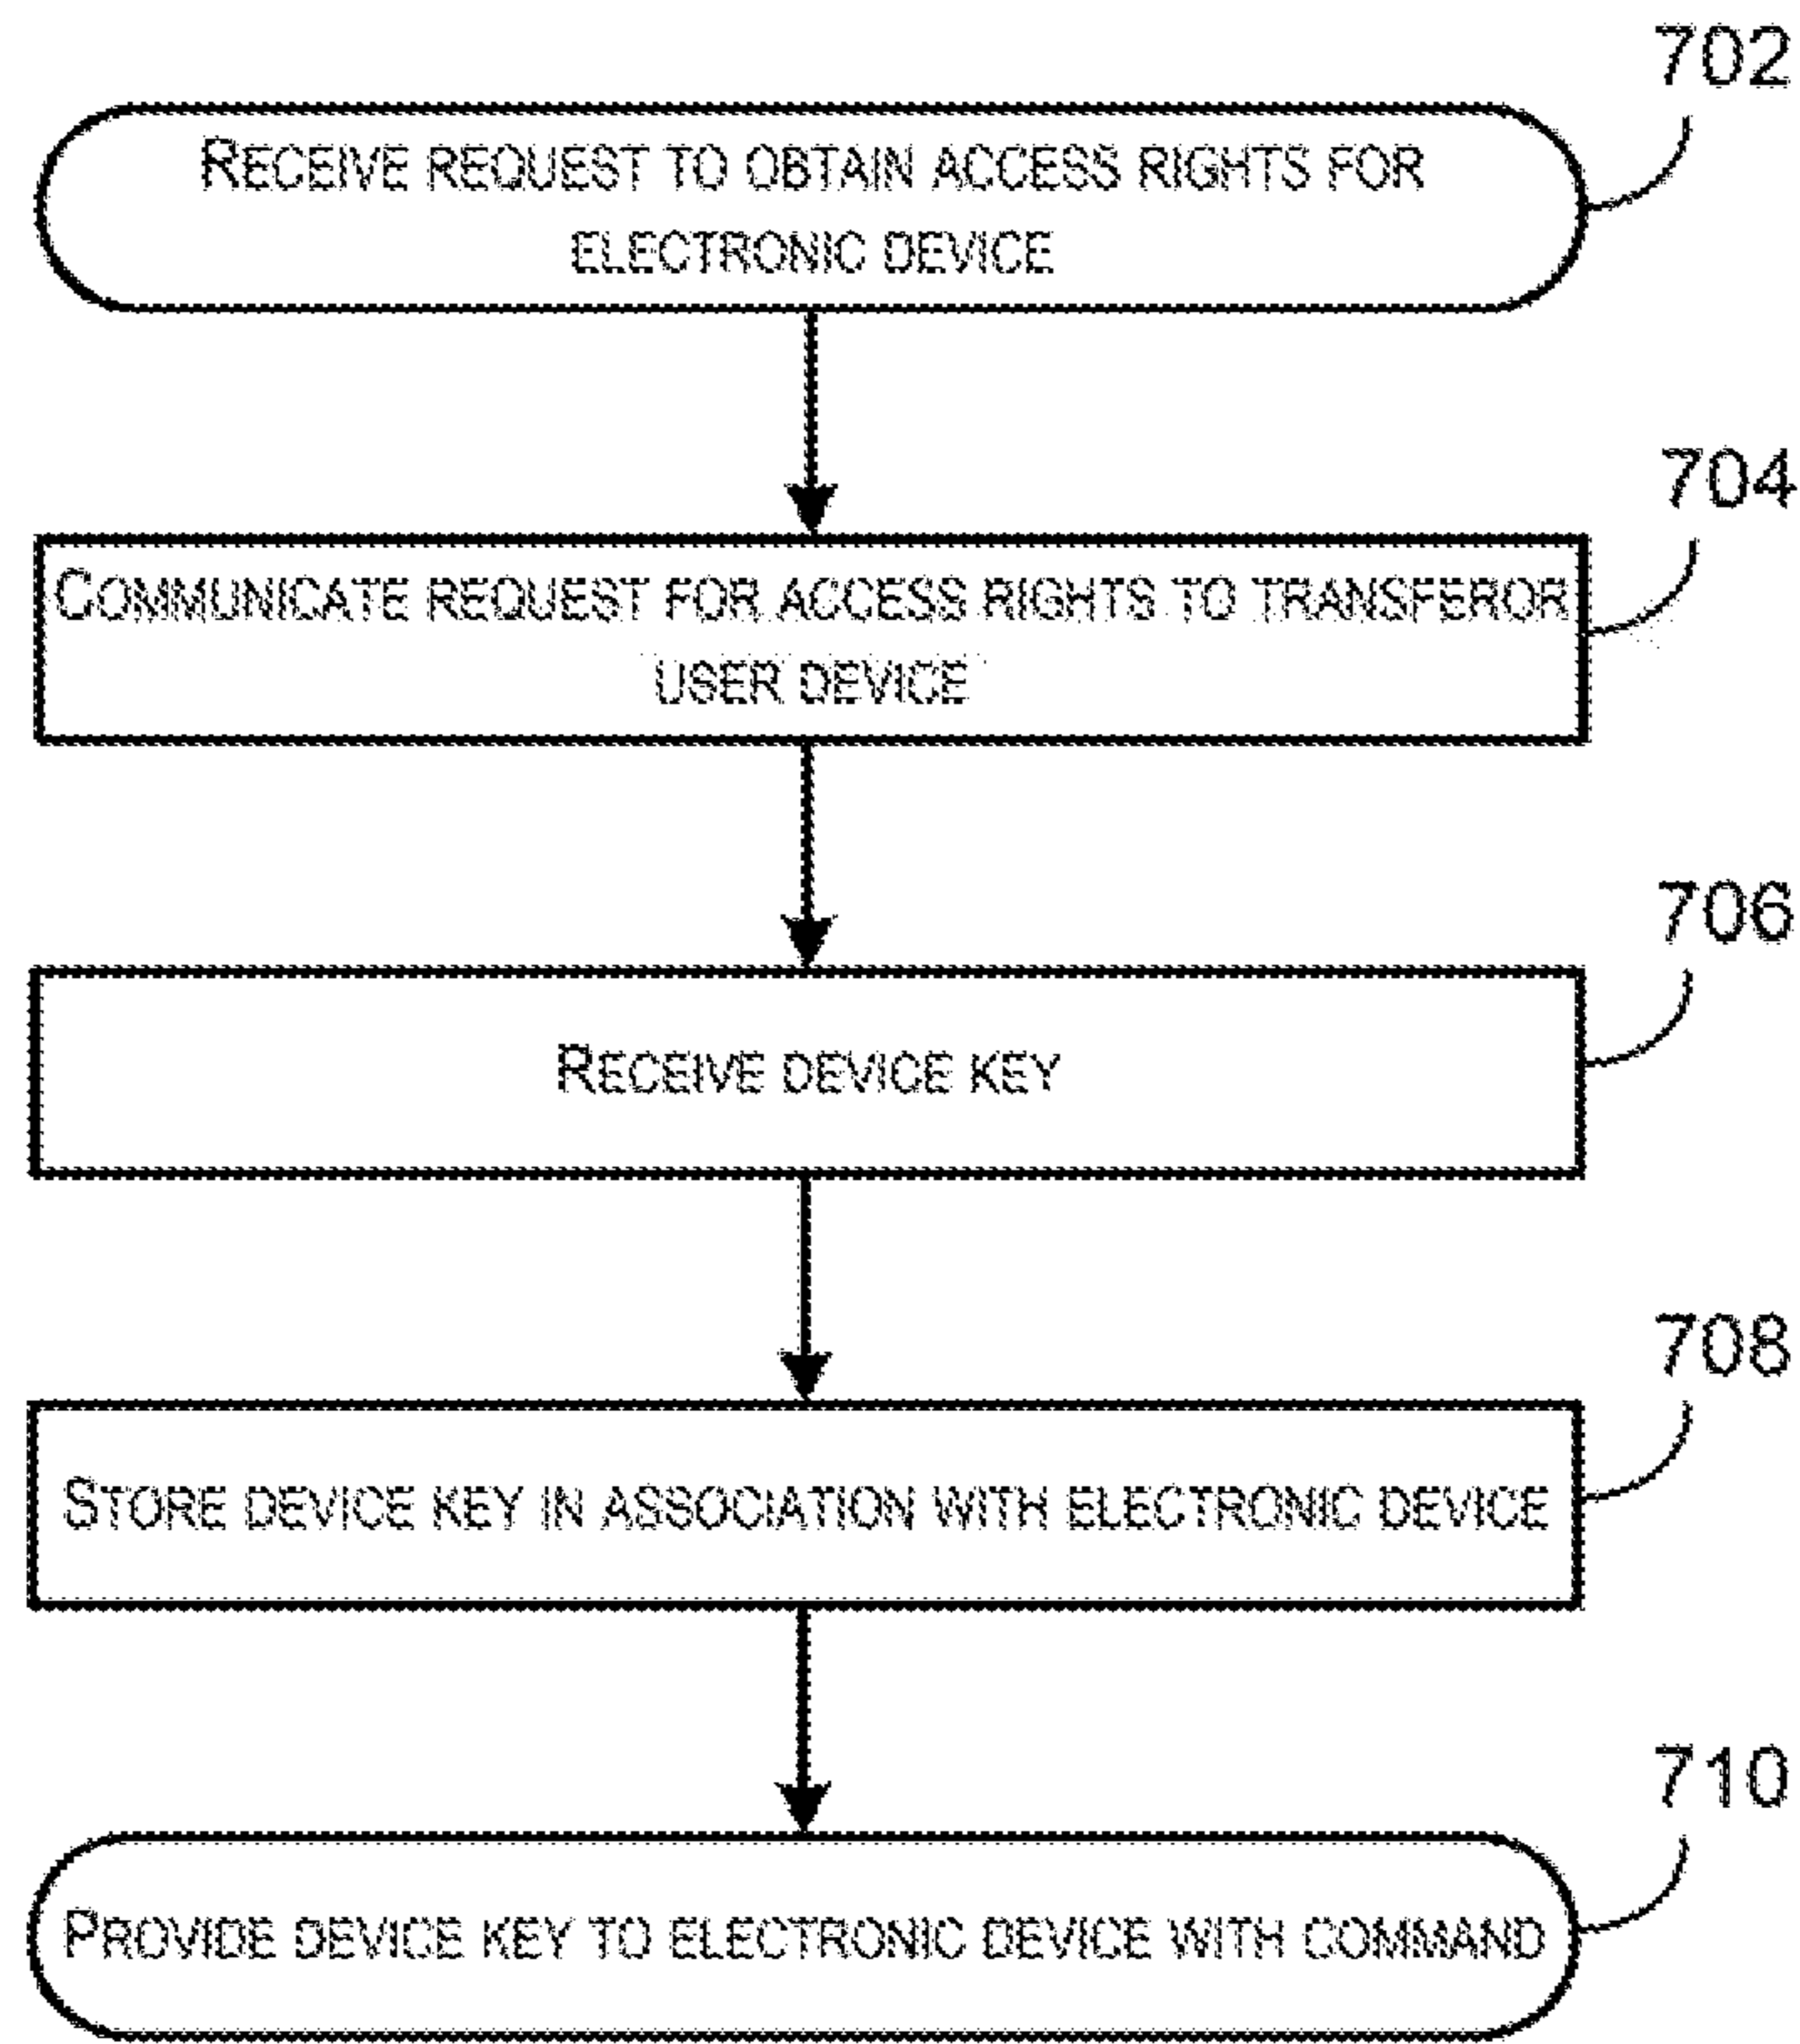 702
RECEIVE REQUEST TO OBTAIN ACCESS RIGHTS FOR
ELECTRONIC DEVICE
704
COMMUNICATE REQUEST FOR ACCESS RIGHTS TO TRANSFEROR
USER DEVICE
706
RECEIVE DEVICE KEY
708
STORE DEVICE KEY IN ASSOCIATION WITH ELECTRONIC DEVICE
710
PROVIDE DEVICE KEY TO ELECTRONIC DEVICE WITH COMMAND